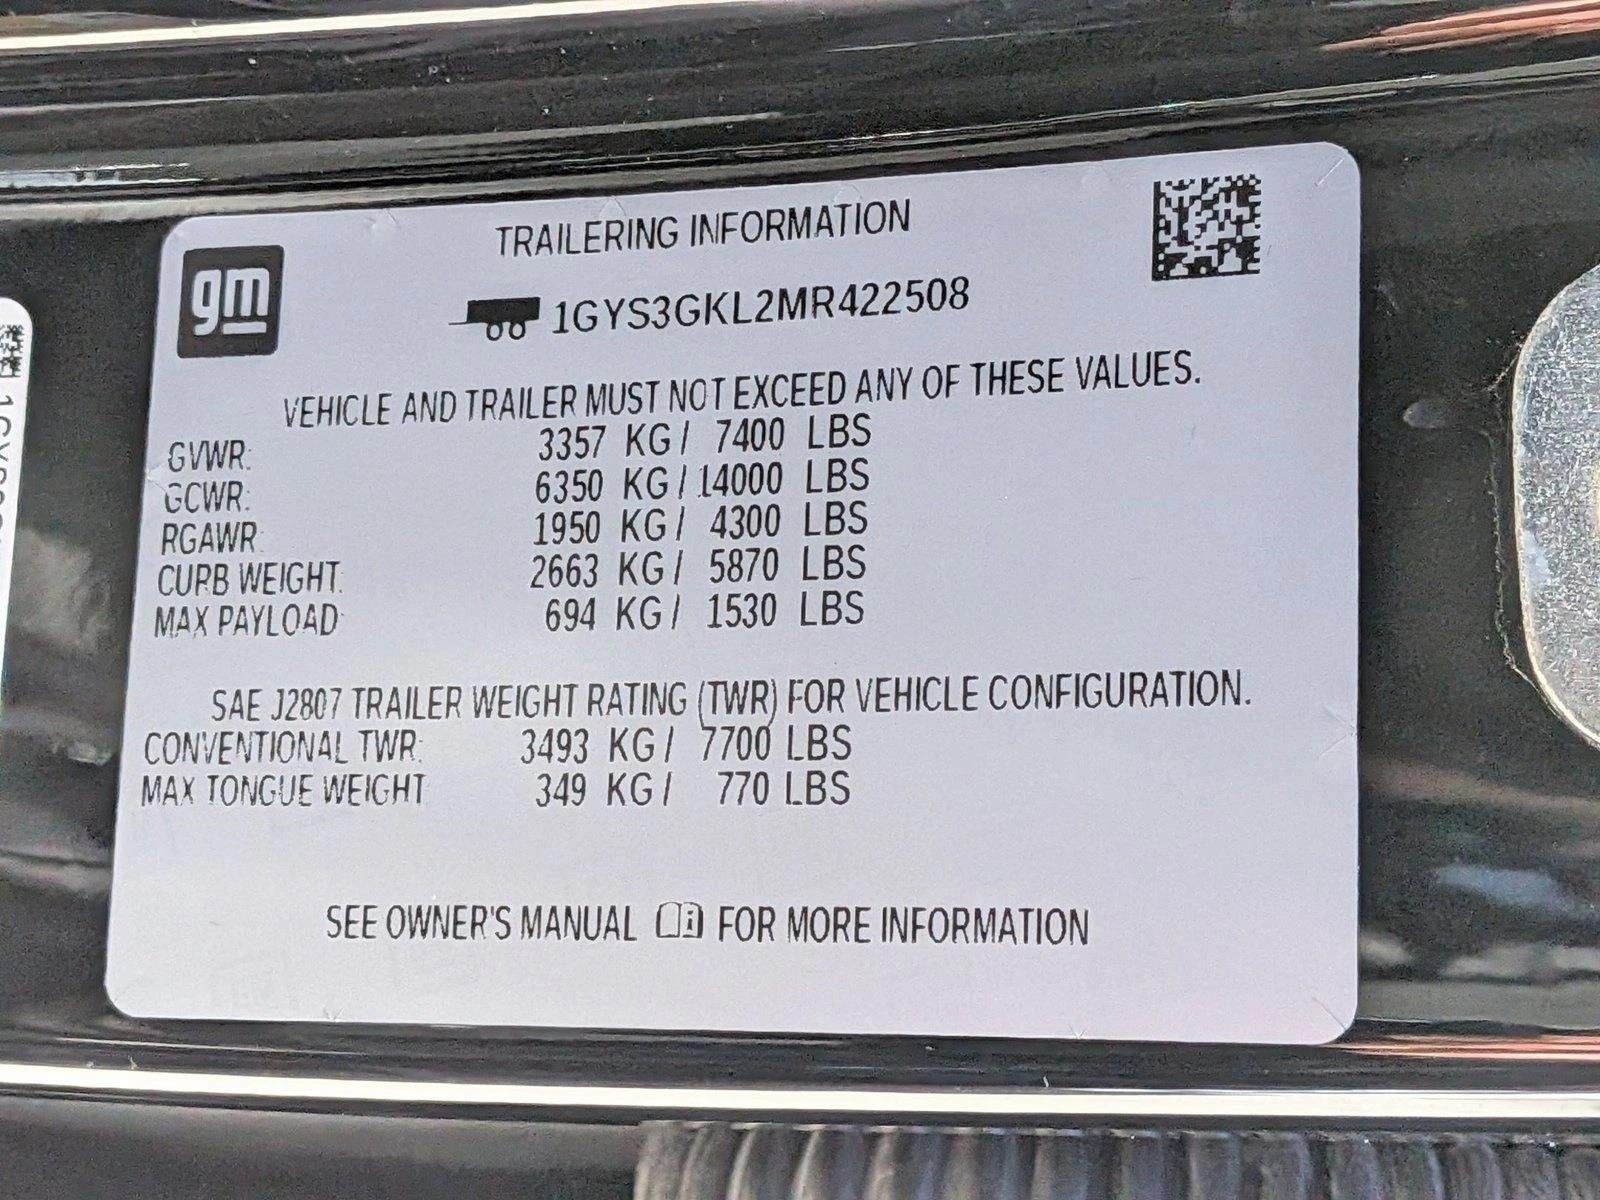 gm
TRAILERING INFORMATION
1GYS3GKL2MR422508
VEHICLE AND TRAILER MUST NOT EXCEED ANY OF THESE VALUES.
GVWR: 3357 KG / 7400 LBS
GCWR: 6350 KG / 14000 LBS
RGAWR: 1950 KG / 4300 LBS
CURB WEIGHT: 2663 KG / 5870 LBS
MAX PAYLOAD: 694 KG / 1530 LBS
SAE J2807 TRAILER WEIGHT RATING (TWR) FOR VEHICLE CONFIGURATION.
CONVENTIONAL TWR: 3493 KG / 7700 LBS
MAX TONGUE WEIGHT 349 KG / 770 LBS
SEE OWNER'S MANUAL i FOR MORE INFORMATION